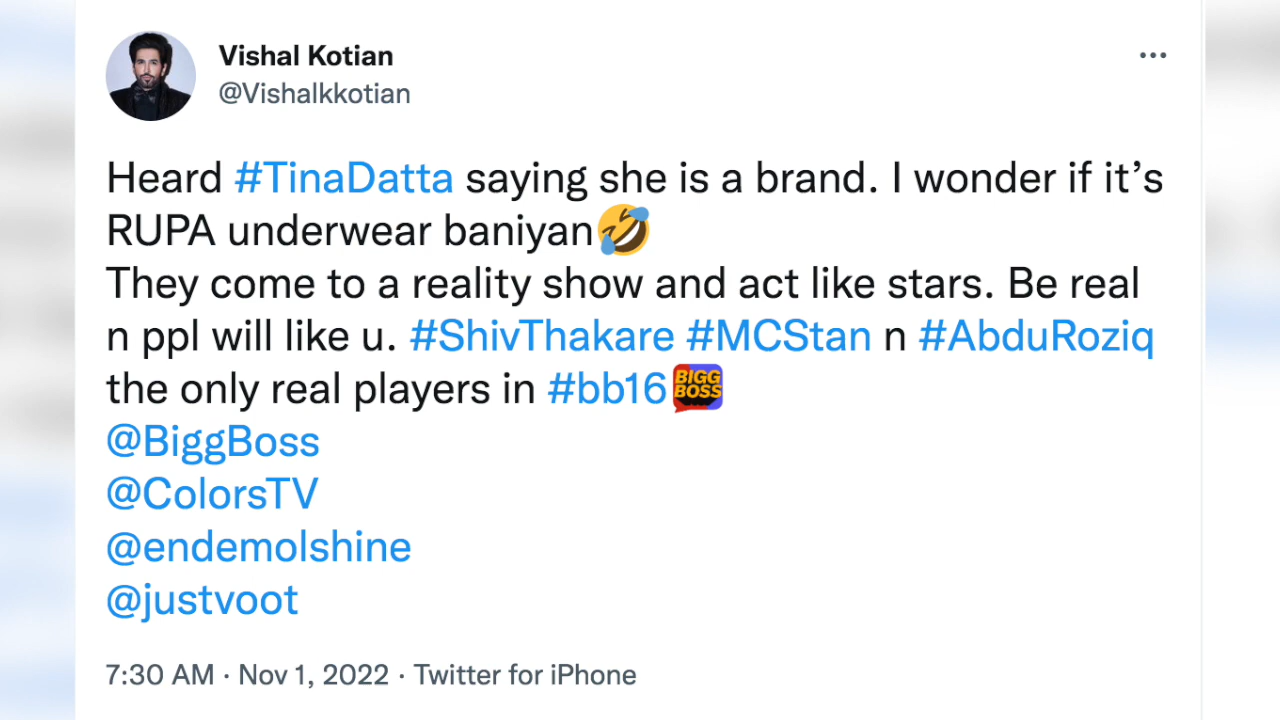 Vishal Kotian
@Vishalkkotian
Heard #TinaDatta saying she is a brand. I wonder if it’s
RUPA underwear baniyan🤣
They come to a reality show and act like stars. Be real
n ppl will like u. #ShivThakare #MCStan n #AbduRoziq
the only real players in #bb16 BIGG BOSS
@BiggBoss
@ColorsTV
@endemolshine
@justvoot
7:30 AM · Nov 1, 2022 · Twitter for iPhone